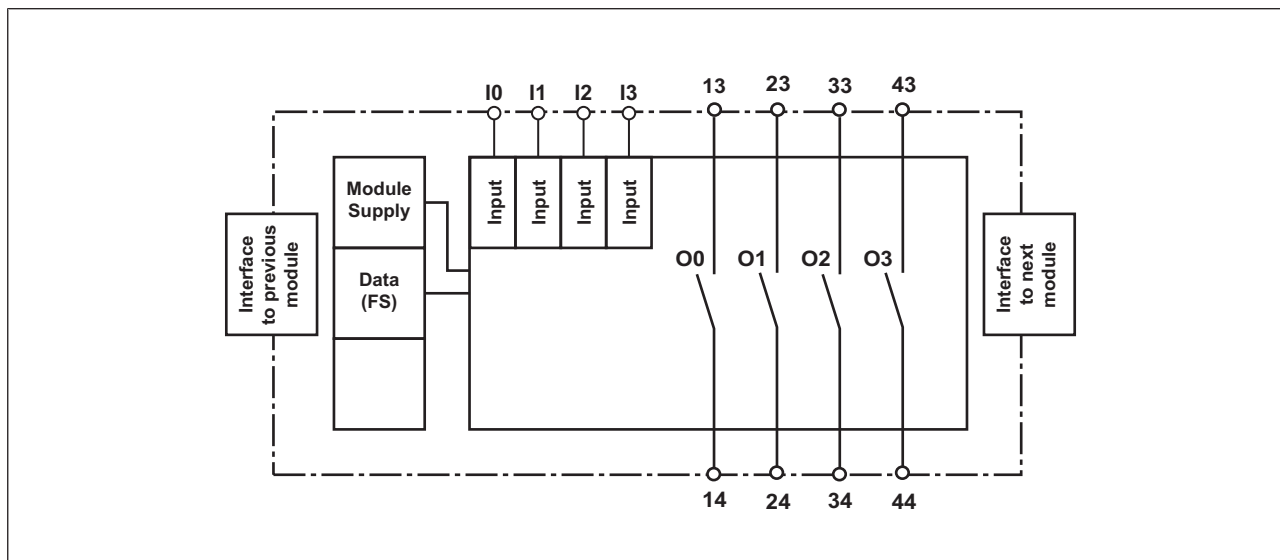 I0 I1 I2 I3 13 23 33 43
Module
Supply
Input Input Input Input
Interface
to previous
module
Data
(FS)
O0 O1 O2 O3
Interface
to next
module
14 24 34 44